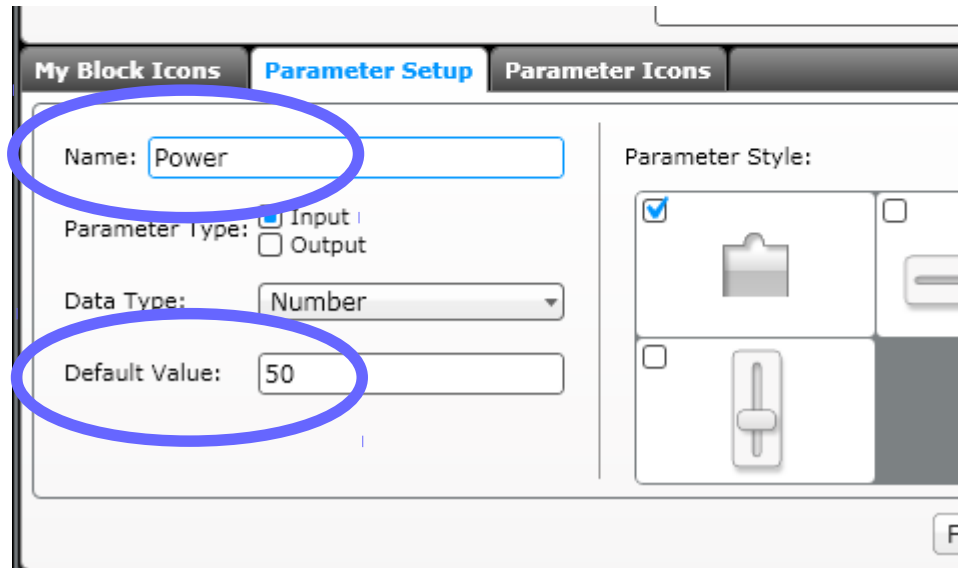 My Block Icons Parameter Setup Parameter Icons
Name: Power
Parameter Type: Input
Output
Data Type: Number
Default Value: 50
Parameter Style: